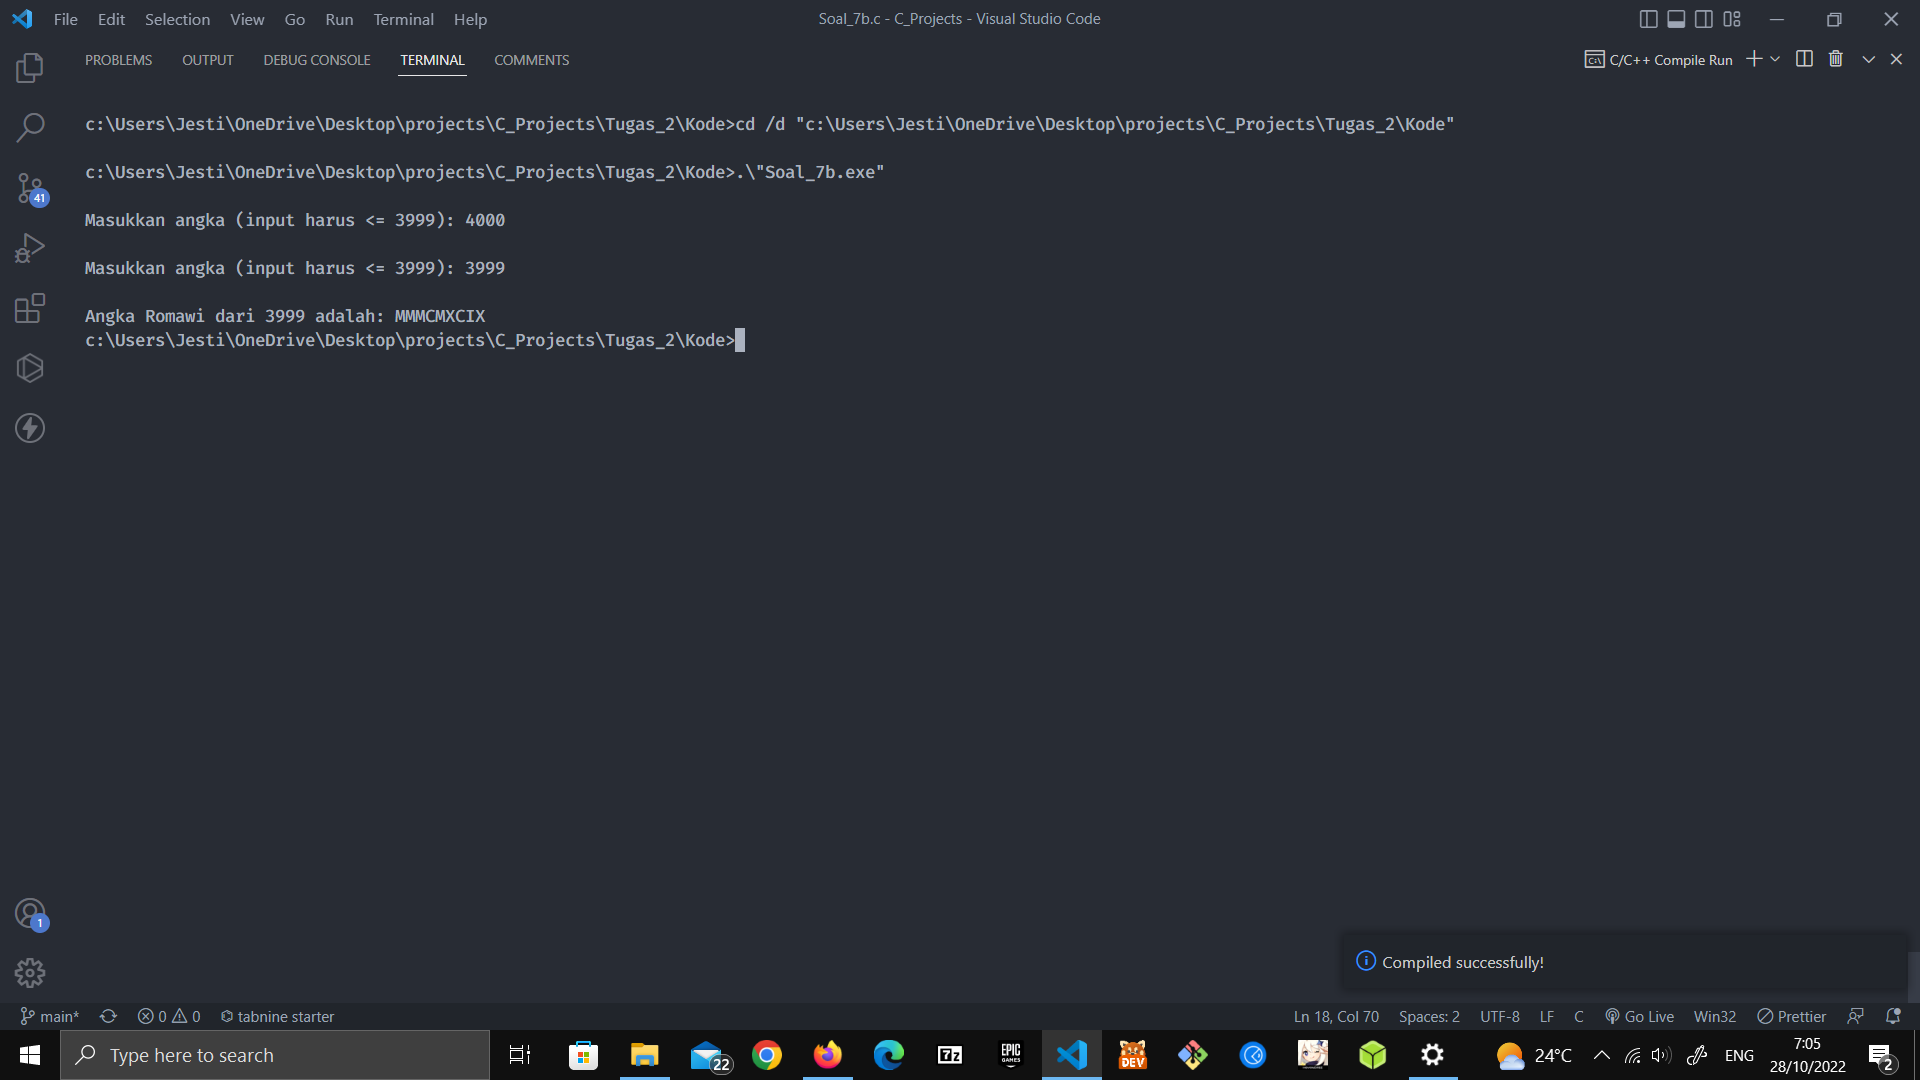 File Edit Selection View Go Run Terminal Help
Soal_7b.c - C_Projects - Visual Studio Code
PROBLEMS OUTPUT DEBUG CONSOLE TERMINAL COMMENTS
C/C++ Compile Run
c:\Users\Jesti\OneDrive\Desktop\projects\C_Projects\Tugas_2\Kode>cd /d "c:\Users\Jesti\OneDrive\Desktop\projects\C_Projects\Tugas_2\Kode"
c:\Users\Jesti\OneDrive\Desktop\projects\C_Projects\Tugas_2\Kode>.\"Soal_7b.exe"
Masukkan angka (input harus <= 3999): 4000
Masukkan angka (input harus <= 3999): 3999
Angka Romawi dari 3999 adalah: MMMCMXCIX
c:\Users\Jesti\OneDrive\Desktop\projects\C_Projects\Tugas_2\Kode>
41
1
Compiled successfully!
main* 0 0 tabnine starter
Ln 18, Col 70 Spaces: 2 UTF-8 LF C Go Live Win32 Prettier
Type here to search
22
7z
EPIC GAMES
DEV
24°C
ENG
7:05
28/10/2022
2